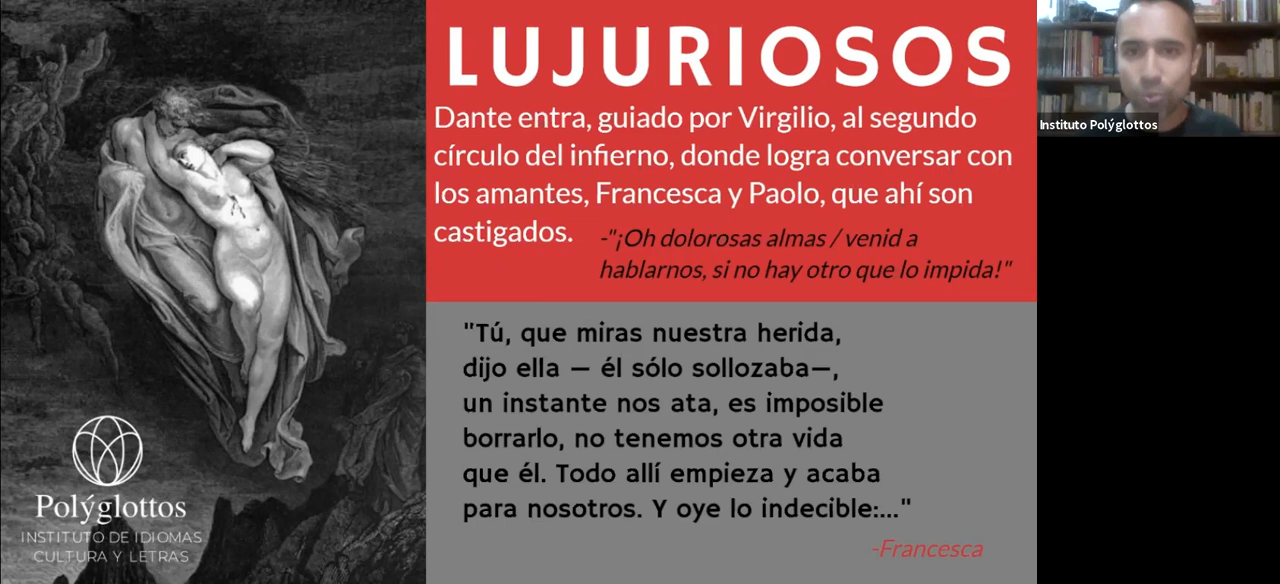 LUJURIOSOS
Dante entra, guiado por Virgilio, al segundo
círculo del infierno, donde logra conversar con
los amantes, Francesca y Paolo, que ahí son
castigados.
-"¡Oh dolorosas almas / venid a
hablarnos, si no hay otro que lo impida!"
"Tú, que miras nuestra herida,
dijo ella — él sólo sollozaba—,
un instante nos ata, es imposible
borrarlo, no tenemos otra vida
que él. Todo allí empieza y acaba
para nosotros. Y oye lo indecible:..."
-Francesca
Polýglottos
INSTITUTO DE IDIOMAS
CULTURA Y LETRAS
Instituto Polýglottos